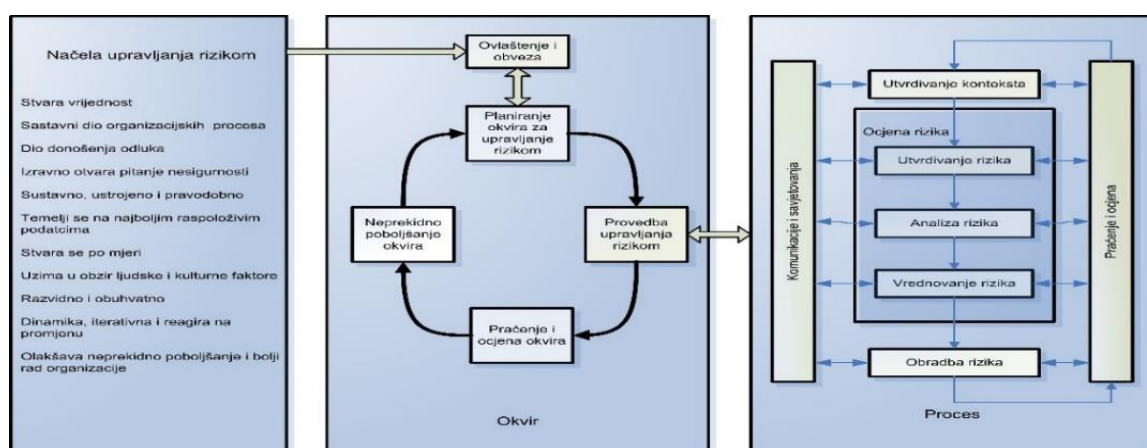 Načela upravljanja rizikom
Stvara vrijednost
Sastavni dio organizacijskih procesa
Dio donošenja odluka
Izravno otvara pitanje nesigurnosti
Sustavno, ustrojeno i pravodobno
Temelji se na najboljim raspoloživim
podatcima
Stvara se po mjeri
Uzima u obzir ljudske i kulturne faktore
Razvidno i obuhvatno
Dinamika, iterativna i reagira na
promjenu
Olakšava neprekidno poboljšanje i bolji
rad organizacije
Ovlaštenje i
obveza
Planiranje
okvira za
upravljanje
rizikom
Provedba
upravljanja
rizikom
Praćenje i
ocjena okvira
Neprekidno
poboljšanje
okvira
Okvir
Komunikacije i savjetovanja
Utvrđivanje konteksta
Ocjena rizika
Utvrđivanje rizika
Analiza rizika
Vrednovanje rizika
Obradba rizika
Praćenje i ocjena
Proces